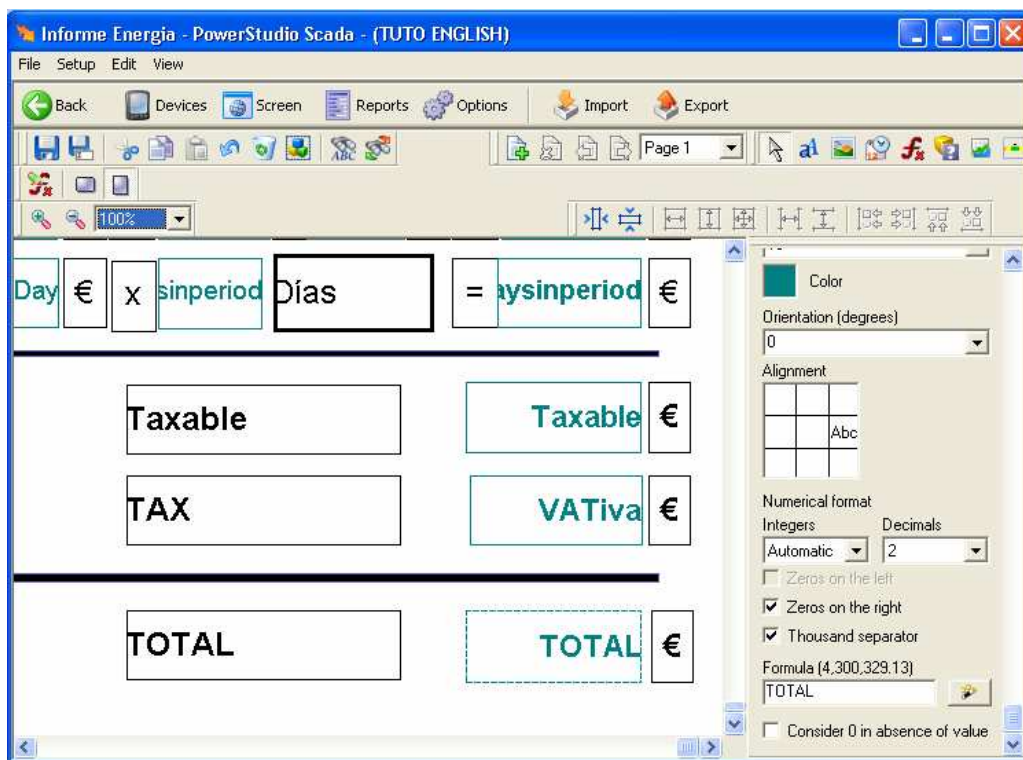 Informe Energia - PowerStudio Scada - (TUTO ENGLISH)
File Setup Edit View
Back Devices Screen Reports Options Import Export
Page 1
100%
Day € x sinperiod Días = aysinperiod €
Color
Orientation (degrees)
0
Alignment
Abc
Taxable Taxable €
TAX VATiva €
TOTAL TOTAL €
Numerical format
Integers Decimals
Automatic 2
Zeros on the left
Zeros on the right
Thousand separator
Formula (4,300,329.13)
TOTAL
Consider 0 in absence of value